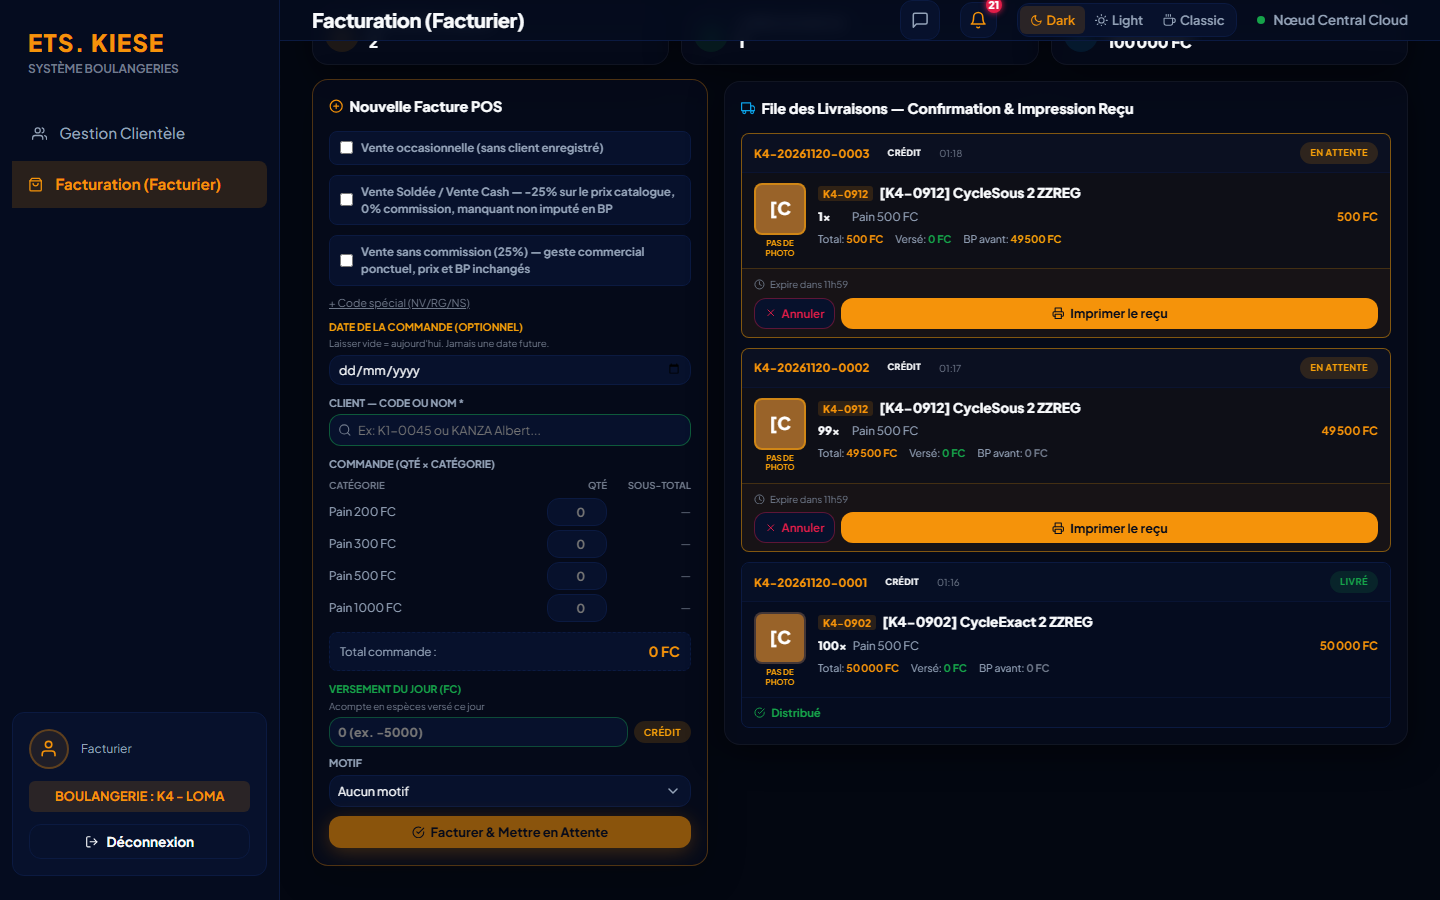 ETS. KIESE
SYSTÈME BOULANGERIES
Gestion Clientèle
Facturation (Facturier)
Facturier
BOULANGERIE : K4 - LOMA
Déconnexion
Facturation (Facturier)
21
Dark
Light
Classic
Nœud Central Cloud
2
1
100 000 FC
Nouvelle Facture POS
Vente occasionnelle (sans client enregistré)
Vente Soldée / Vente Cash — -25% sur le prix catalogue,
0% commission, manquant non imputé en BP
Vente sans commission (25%) — geste commercial
ponctuel, prix et BP inchangés
+ Code spécial (NV/RG/NS)
DATE DE LA COMMANDE (OPTIONNEL)
Laisser vide = aujourd'hui. Jamais une date future.
dd/mm/yyyy
CLIENT — CODE OU NOM *
Ex: K1-0045 ou KANZA Albert...
COMMANDE (QTÉ × CATÉGORIE)
CATÉGORIE QTÉ SOUS-TOTAL
Pain 200 FC 0 —
Pain 300 FC 0 —
Pain 500 FC 0 —
Pain 1000 FC 0 —
Total commande : 0 FC
VERSEMENT DU JOUR (FC)
Acompte en espèces versé ce jour
0 (ex. -5000) CRÉDIT
MOTIF
Aucun motif
Facturer & Mettre en Attente
File des Livraisons — Confirmation & Impression Reçu
K4-20261120-0003 CRÉDIT 01:18 EN ATTENTE
[C
PAS DE
PHOTO
K4-0912 [K4-0912] CycleSous 2 ZZREG
1× Pain 500 FC 500 FC
Total: 500 FC Versé: 0 FC BP avant: 49 500 FC
Expire dans 11h59
Annuler
Imprimer le reçu
K4-20261120-0002 CRÉDIT 01:17 EN ATTENTE
[C
PAS DE
PHOTO
K4-0912 [K4-0912] CycleSous 2 ZZREG
99× Pain 500 FC 49 500 FC
Total: 49 500 FC Versé: 0 FC BP avant: 0 FC
Expire dans 11h59
Annuler
Imprimer le reçu
K4-20261120-0001 CRÉDIT 01:16 LIVRÉ
[C
PAS DE
PHOTO
K4-0902 [K4-0902] CycleExact 2 ZZREG
100× Pain 500 FC 50 000 FC
Total: 50 000 FC Versé: 0 FC BP avant: 0 FC
Distribué